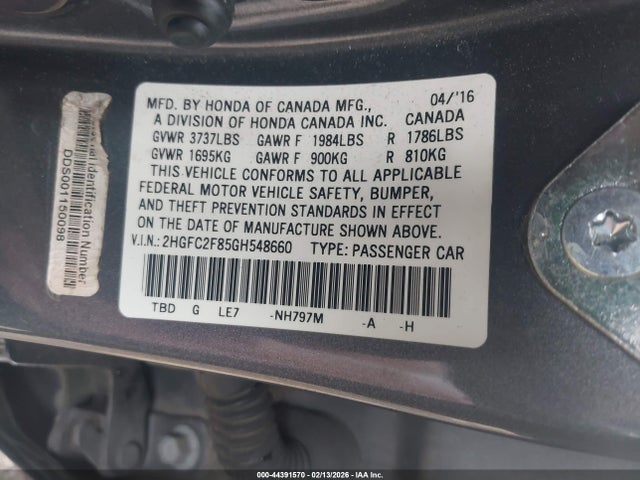 MFD. BY HONDA OF CANADA MFG., 04/'16
A DIVISION OF HONDA CANADA INC. CANADA
GVWR 3737LBS GAWR F 1984LBS R 1786LBS
GVWR 1695KG GAWR F 900KG R 810KG
THIS VEHICLE CONFORMS TO ALL APPLICABLE
FEDERAL MOTOR VEHICLE SAFETY, BUMPER,
AND THEFT PREVENTION STANDARDS IN EFFECT
ON THE DATE OF MANUFACTURE SHOWN ABOVE.
V.I.N.: 2HGFC2F85GH548660 TYPE: PASSENGER CAR
TBD G LE7 -NH797M -A -H
Identification Number
DDS001150098
000-44391570 - 02/13/2026 - IAA Inc.